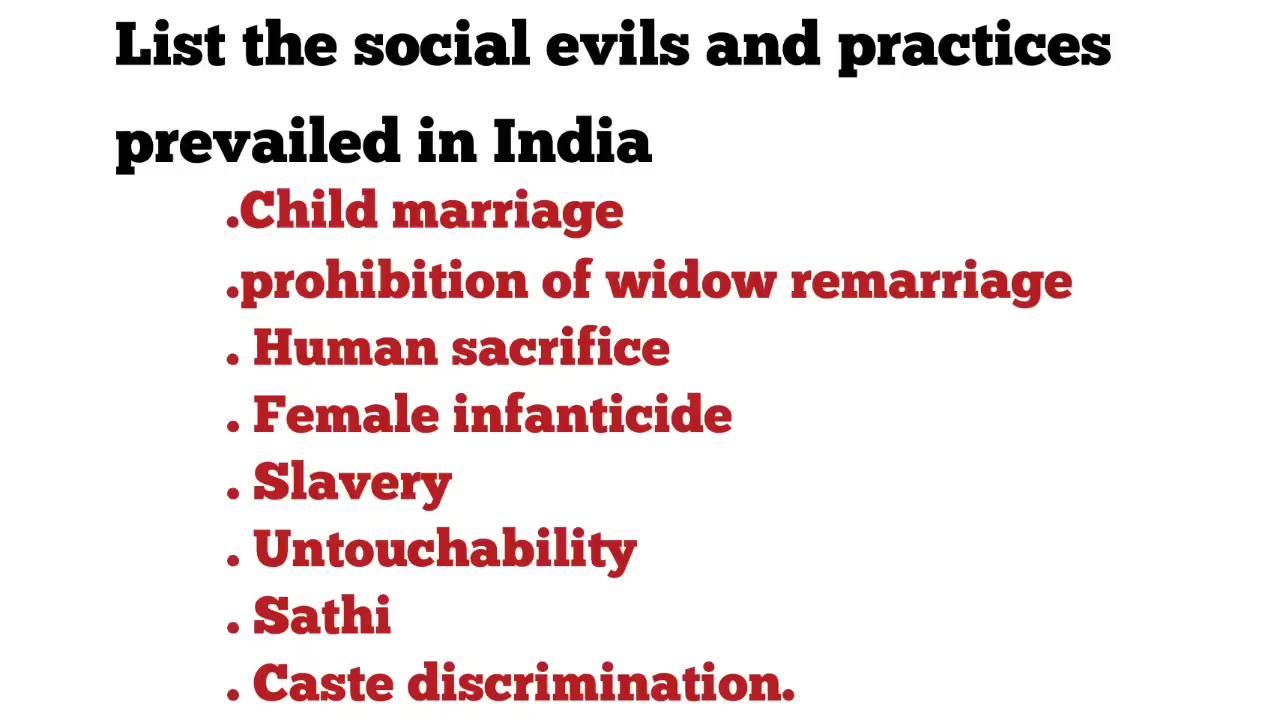 List the social evils and practices
prevailed in India
.Child marriage
.prohibition of widow remarriage
. Human sacrifice
. Female infanticide
. Slavery
. Untouchability
. Sathi
. Caste discrimination.